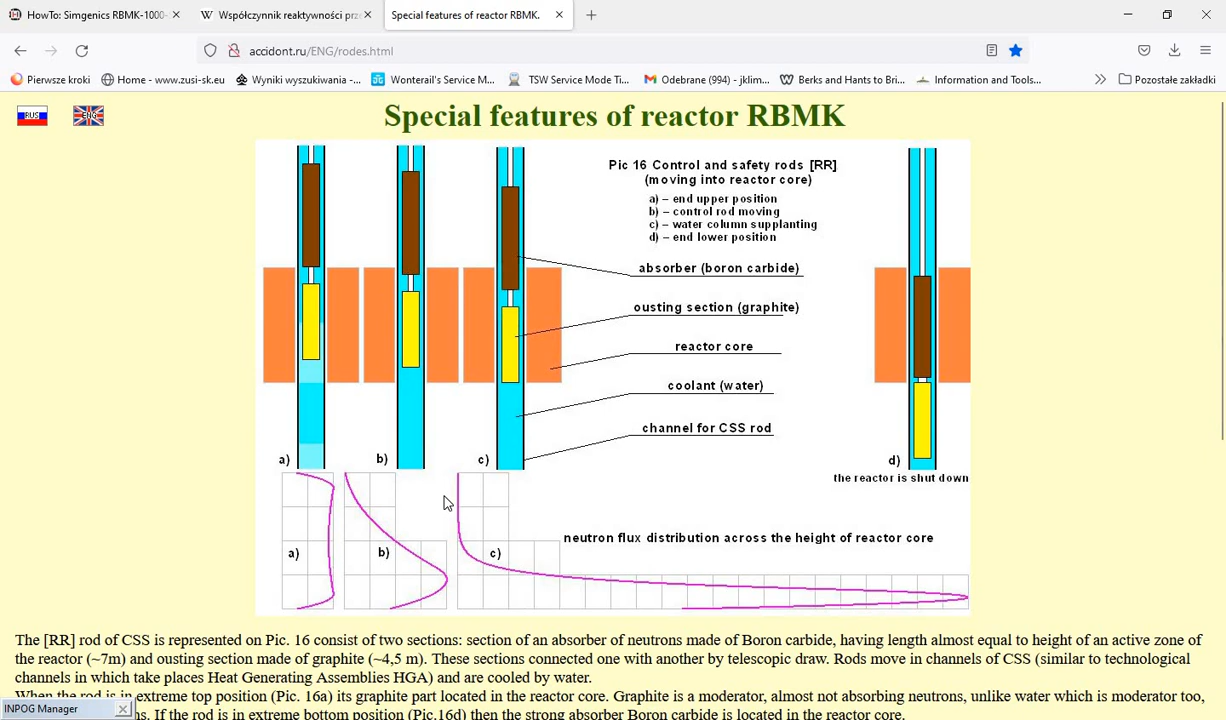 HowTo: Simgenics RBMK-1000-
Współczynnik reaktywności prze
Special features of reactor RBMK.
accidont.ru/ENG/rodes.html
Pierwsze kroki
Home - www.zusi-sk.eu
Wyniki wyszukiwania -...
Wonterail's Service M...
TSW Service Mode Ti...
Odebrane (994) - jklim...
Berks and Hants to Bri...
Information and Tools...
Pozostałe zakładki
RUS
ENG
Special features of reactor RBMK
Pic 16 Control and safety rods [RR]
(moving into reactor core)
a) – end upper position
b) – control rod moving
c) – water column supplanting
d) – end lower position
absorber (boron carbide)
ousting section (graphite)
reactor core
coolant (water)
channel for CSS rod
a)
b)
c)
d)
the reactor is shut down
neutron flux distribution across the height of reactor core
a)
b)
c)
The [RR] rod of CSS is represented on Pic. 16 consist of two sections: section of an absorber of neutrons made of Boron carbide, having length almost equal to height of an active zone of
the reactor (~7m) and ousting section made of graphite (~4,5 m). These sections connected one with another by telescopic draw. Rods move in channels of CSS (similar to technological
channels in which take places Heat Generating Assemblies HGA) and are cooled by water.
When the rod is in extreme top position (Pic. 16a) its graphite part located in the reactor core. Graphite is a moderator, almost not absorbing neutrons, unlike water which is moderator too,
If the rod is in extreme bottom position (Pic.16d) then the strong absorber Boron carbide is located in the reactor core.
INPOG Manager